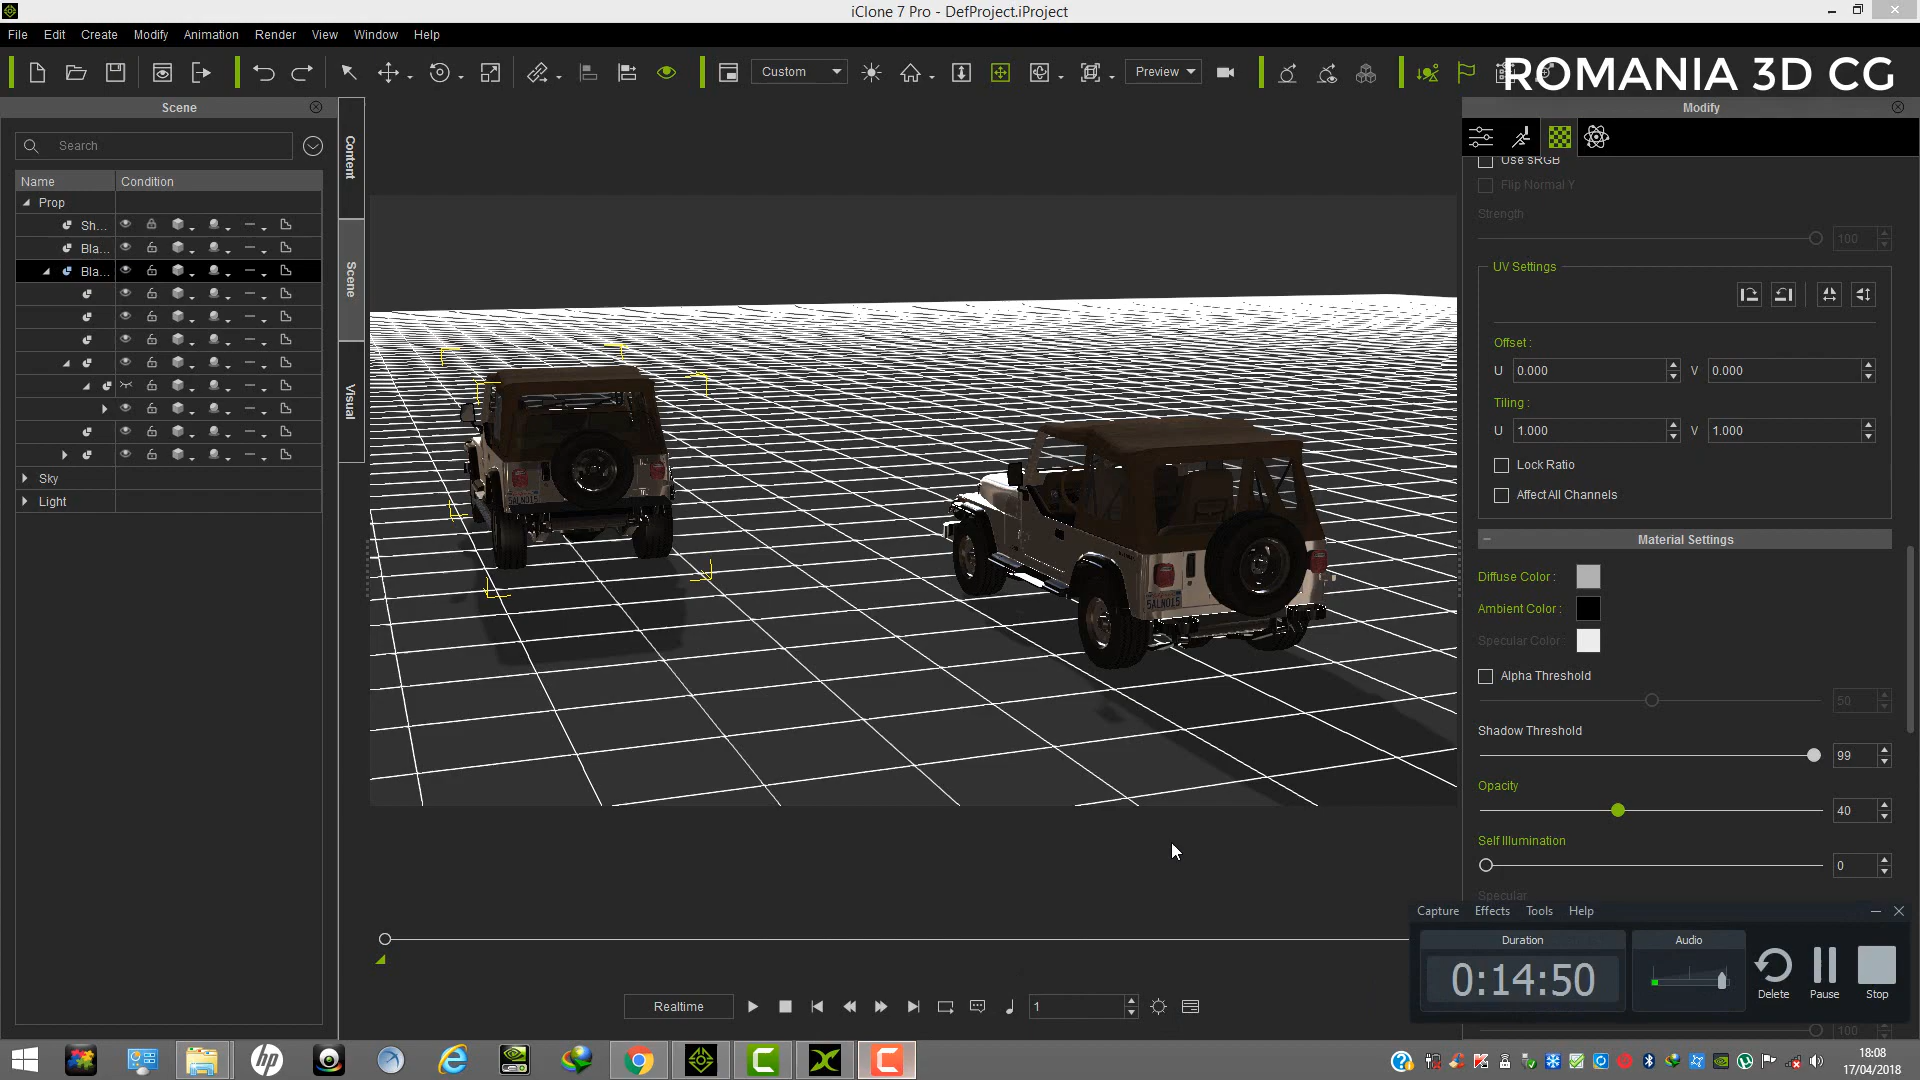 iClone 7 Pro - DefProject.iProject
File Edit Create Modify Animation Render View Window Help
Custom Preview
ROMANIA 3D CG
Scene
Modify
Search
Name Condition
Prop
Sh...
Bla...
Bla...
Sky
Light
Content
Scene
Visual
5ALN015
5ALN015
Use sRGB
Flip Normal Y
Strength
100
UV Settings
Offset :
U 0.000 V 0.000
Tiling :
U 1.000 V 1.000
Lock Ratio
Affect All Channels
Material Settings
Diffuse Color :
Ambient Color :
Specular Color :
Alpha Threshold
50
Shadow Threshold
99
Opacity
40
Self Illumination
0
Specular
100
Capture Effects Tools Help
Duration Audio
0:14:50
Delete Pause Stop
Realtime 1
18:08
17/04/2018